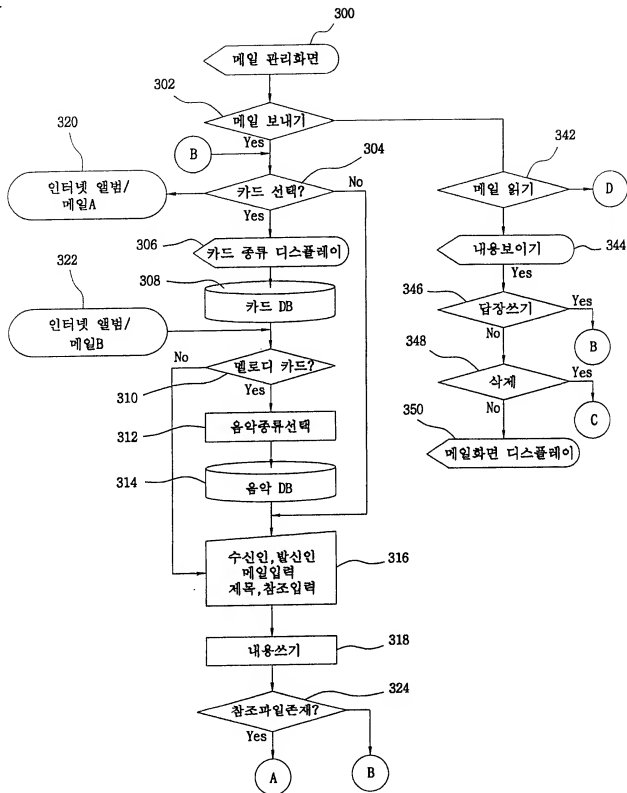 300
메일 관리화면
302
메일 보내기
Yes
B
304
320
카드 선택?
No
인터넷 앨범/
메일A
Yes
306
카드 종류 디스플레이
308
카드 DB
322
인터넷 앨범/
메일B
No
멜로디 카드?
310
Yes
312
음악종류선택
314
음악 DB
수신인,발신인
메일입력
제목,참조입력
316
내용쓰기
318
324
참조파일존재?
Yes
A
B
342
메일 읽기
D
내용보이기
344
Yes
346
답장쓰기
Yes
No
B
348
삭제
Yes
No
C
350
메일화면 디스플레이